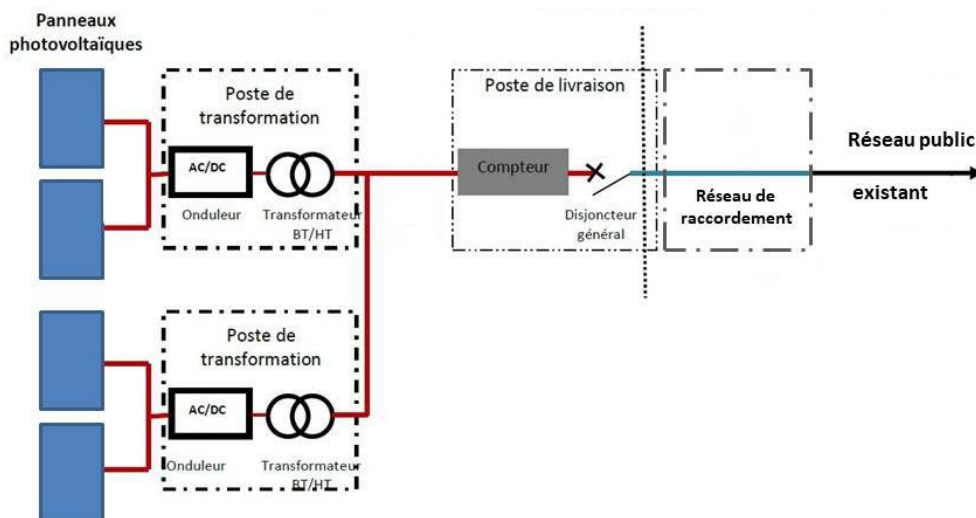 Panneaux
photovoltaïques
Poste de
transformation
AC/DC
Onduleur
Transformateur
BT/HT
Poste de livraison
Compteur
Disjoncteur
général
Réseau de
raccordement
Réseau public
existant
Poste de
transformation
AC/DC
Onduleur
Transformateur
BT/HT